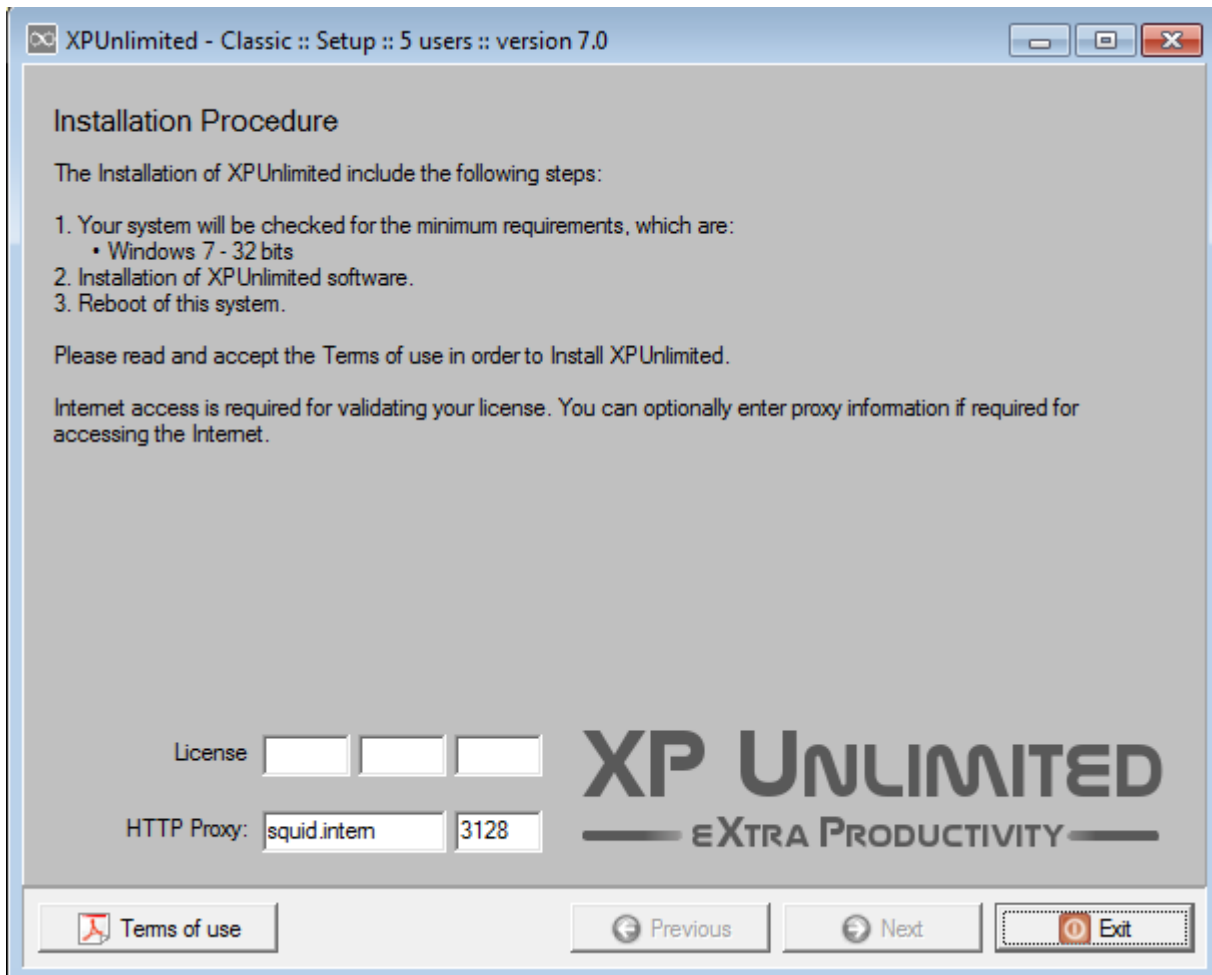 XPUnlimited - Classic :: Setup :: 5 users :: version 7.0
Installation Procedure
The Installation of XPUnlimited include the following steps:
1. Your system will be checked for the minimum requirements, which are:
• Windows 7 - 32 bits
2. Installation of XPUnlimited software.
3. Reboot of this system.
Please read and accept the Terms of use in order to Install XPUnlimited.
Internet access is required for validating your license. You can optionally enter proxy information if required for
accessing the Internet.
License
HTTP Proxy: squid.intern 3128
XP UNLIMITED
EXTRA PRODUCTIVITY
Terms of use Previous Next Exit